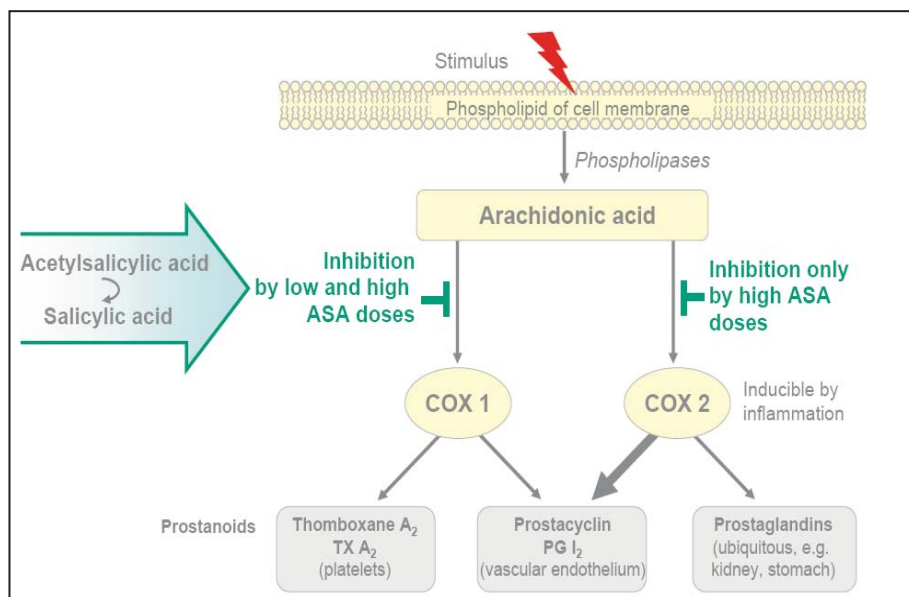 Stimulus
Phospholipid of cell membrane
Phospholipases
Arachidonic acid
Acetylsalicylic acid
Salicylic acid
Inhibition
by low and high
ASA doses
Inhibition only
by high ASA
doses
COX 1
COX 2
Inducible by
inflammation
Prostanoids
Thomboxane A₂
TX A₂
(platelets)
Prostacyclin
PG I₂
(vascular endothelium)
Prostaglandins
(ubiquitous, e.g.
kidney, stomach)